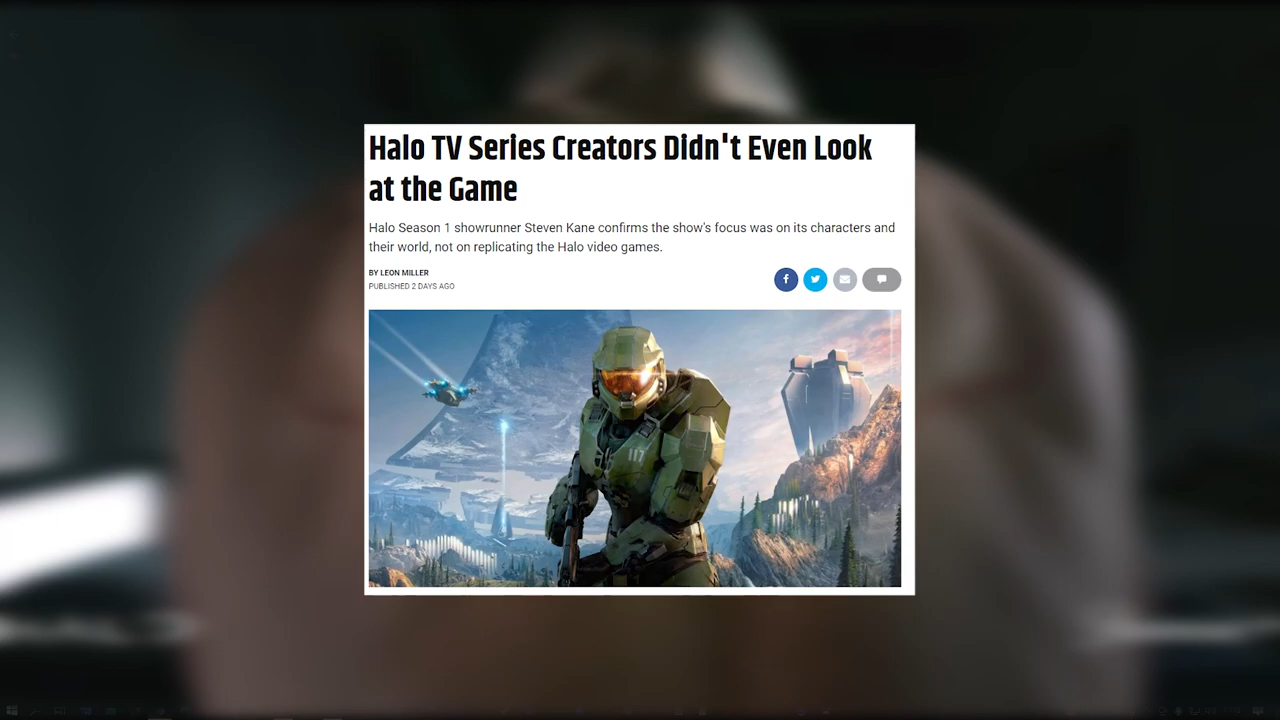 Halo TV Series Creators Didn't Even Look
at the Game
Halo Season 1 showrunner Steven Kane confirms the show's focus was on its characters and
their world, not on replicating the Halo video games.
BY LEON MILLER
PUBLISHED 2 DAYS AGO
117